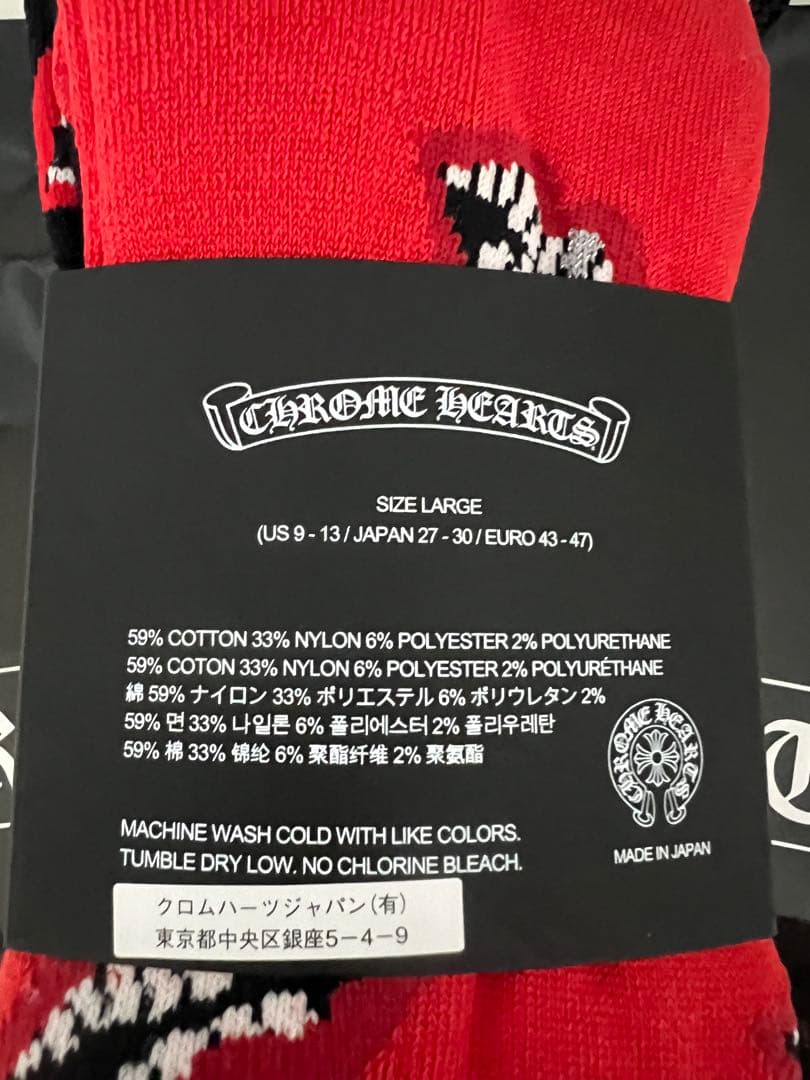 CHROME HEARTS
SIZE LARGE
(US 9 - 13 / JAPAN 27 - 30 / EURO 43 - 47)
59% COTTON 33% NYLON 6% POLYESTER 2% POLYURETHANE
59% COTON 33% NYLON 6% POLYESTER 2% POLYURÉTHANE
綿 59% ナイロン 33% ポリエステル 6% ポリウレタン 2%
59% 면 33% 나일론 6% 폴리에스터 2% 폴리우레탄
59% 棉 33% 锦纶 6% 聚酯纤维 2% 聚氨酯
CHROME HEARTS
MADE IN JAPAN
MACHINE WASH COLD WITH LIKE COLORS.
TUMBLE DRY LOW. NO CHLORINE BLEACH.
クロムハーツジャパン(有)
東京都中央区銀座5-4-9